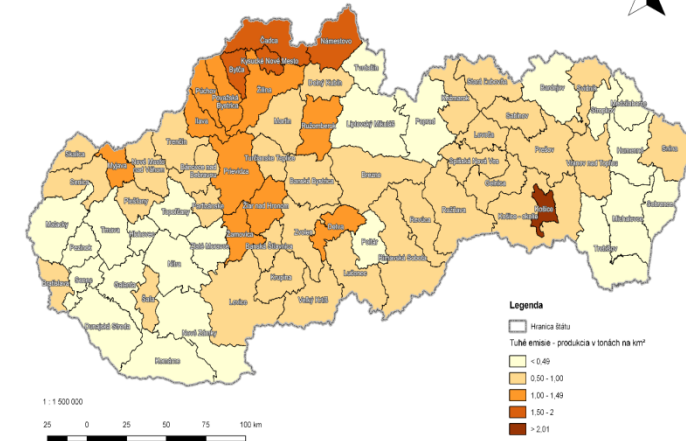 Čadca
Námestovo
Kysucké Nové Mesto
Bytča
Tvrdošín
Žilina
Dolný Kubín
Púchov
Považská
Bystrica
Ilava
Martin
Ružomberok
Liptovský Mikuláš
Poprad
Kežmarok
Stará Ľubovňa
Bardejov
Svidník
Stropkov
Medzilaborce
Sabinov
Levoča
Prešov
Humenné
Snina
Vranov nad Topľou
Spišská Nová Ves
Gelnica
Košice - okolie
Košice
Michalovce
Sobrance
Trebišov
Skalica
Myjava
Nové Mesto
nad Váhom
Trenčín
Bánovce nad
Bebravou
Prievidza
Turčianske Teplice
Banská Bystrica
Brezno
Senica
Piešťany
Topoľčany
Partizánske
Žiar nad Hronom
Žarnovica
Banská Štiavnica
Zvolen
Detva
Poltár
Revúca
Rožňava
Rimavská Sobota
Lučenec
Krupina
Veľký Krtíš
Levice
Malacky
Pezinok
Trnava
Hlohovec
Zlaté Moravce
Nitra
Bratislava
Senec
Galanta
Šaľa
Dunajská Streda
Nové Zámky
Komárno
Legenda
Hranica štátu
Tuhé emisie - produkcia v tonách na km²
< 0,49
0,50 - 1,00
1,00 - 1,49
1,50 - 2
> 2,01
1 : 1 500 000
25 0 25 50 75 100 km